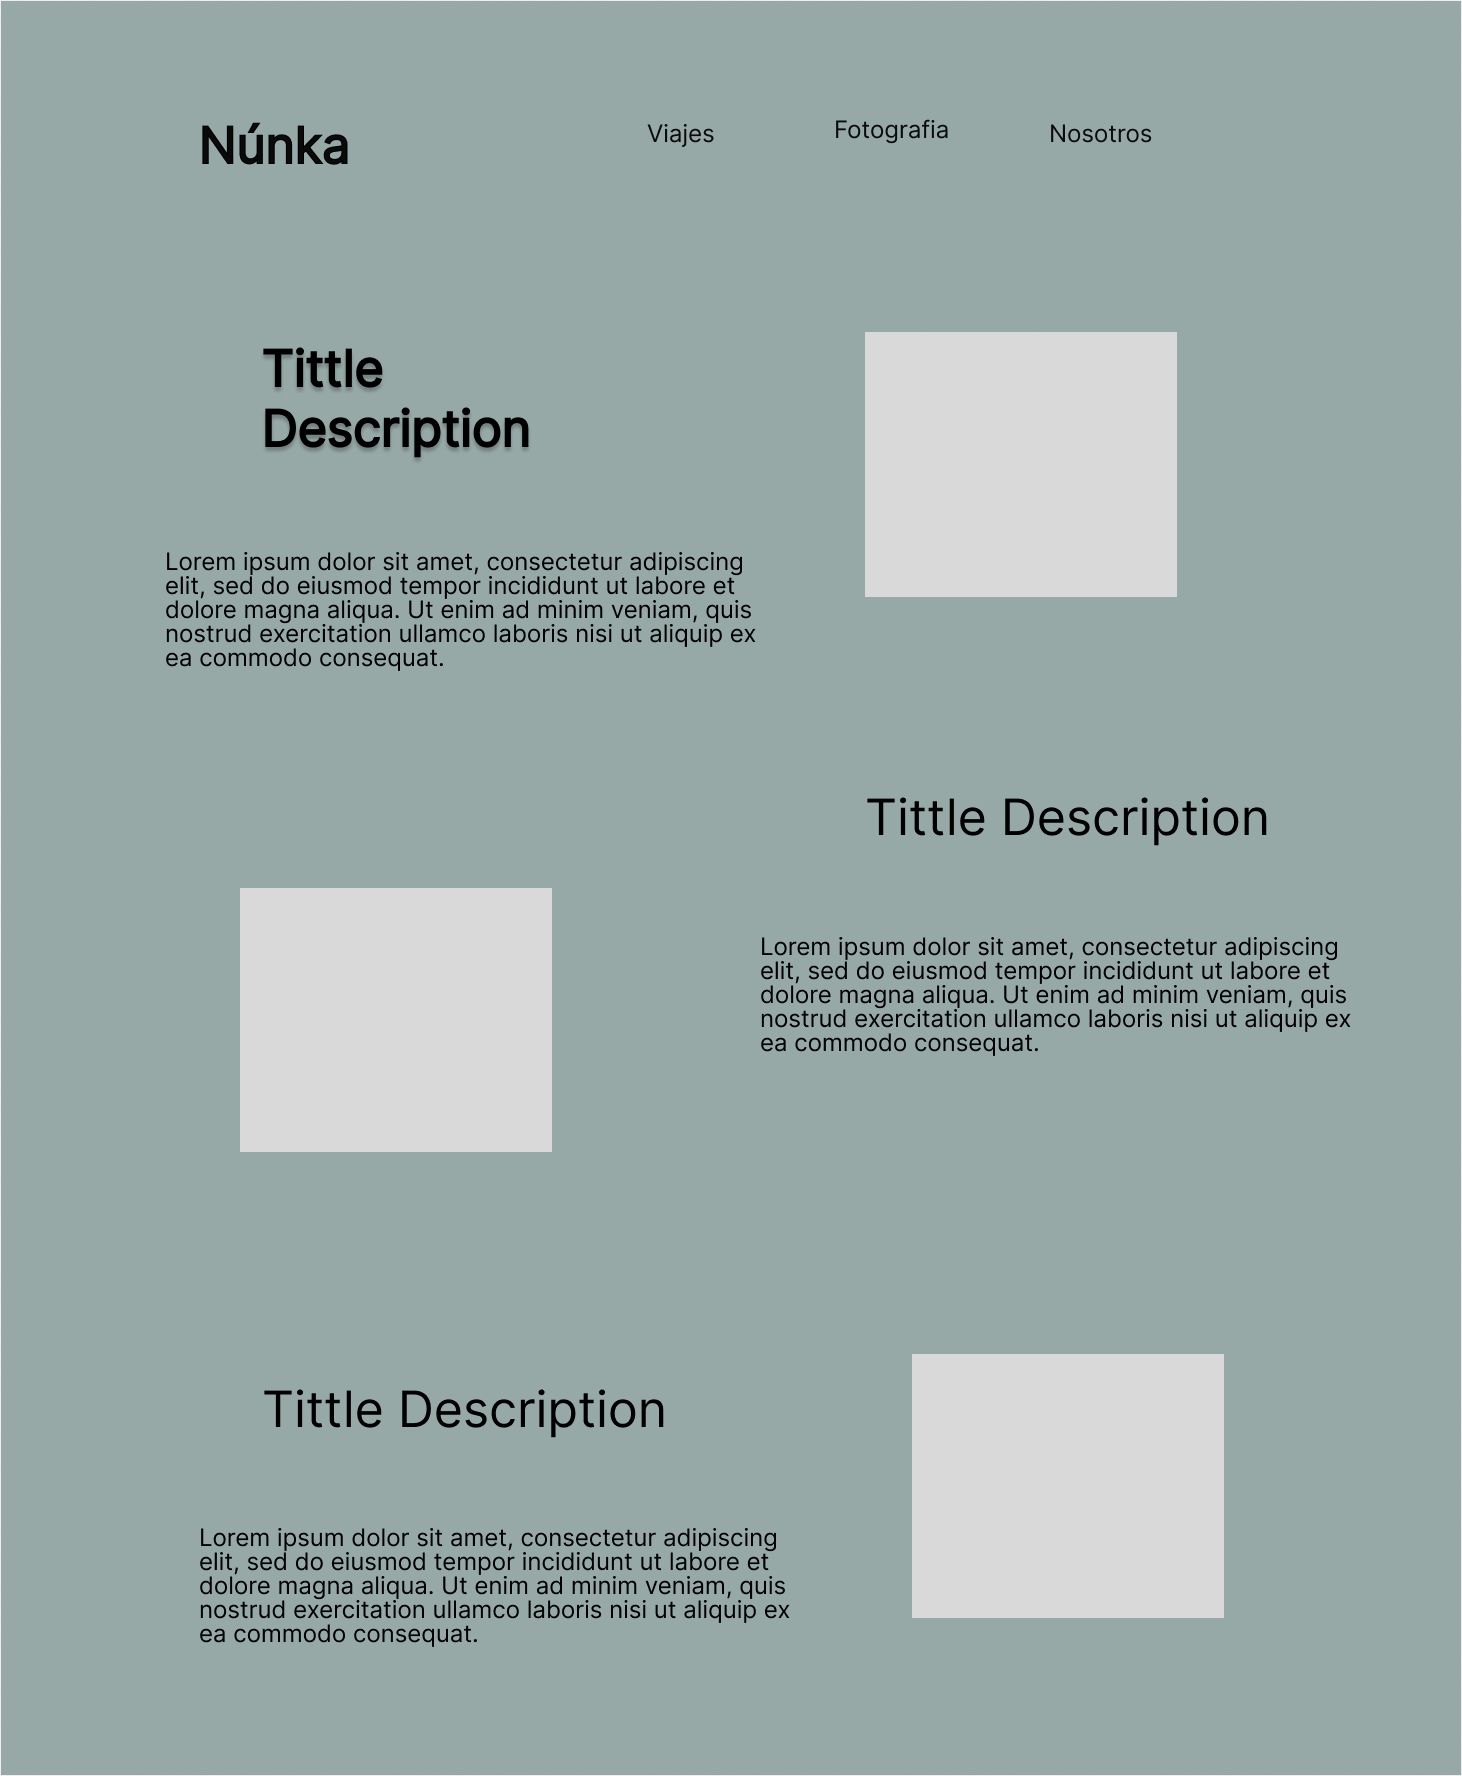 Núnka
Viajes
Fotografia
Nosotros
Tittle
Description
Lorem ipsum dolor sit amet, consectetur adipiscing
elit, sed do eiusmod tempor incididunt ut labore et
dolore magna aliqua. Ut enim ad minim veniam, quis
nostrud exercitation ullamco laboris nisi ut aliquip ex
ea commodo consequat.
Tittle Description
Lorem ipsum dolor sit amet, consectetur adipiscing
elit, sed do eiusmod tempor incididunt ut labore et
dolore magna aliqua. Ut enim ad minim veniam, quis
nostrud exercitation ullamco laboris nisi ut aliquip ex
ea commodo consequat.
Tittle Description
Lorem ipsum dolor sit amet, consectetur adipiscing
elit, sed do eiusmod tempor incididunt ut labore et
dolore magna aliqua. Ut enim ad minim veniam, quis
nostrud exercitation ullamco laboris nisi ut aliquip ex
ea commodo consequat.